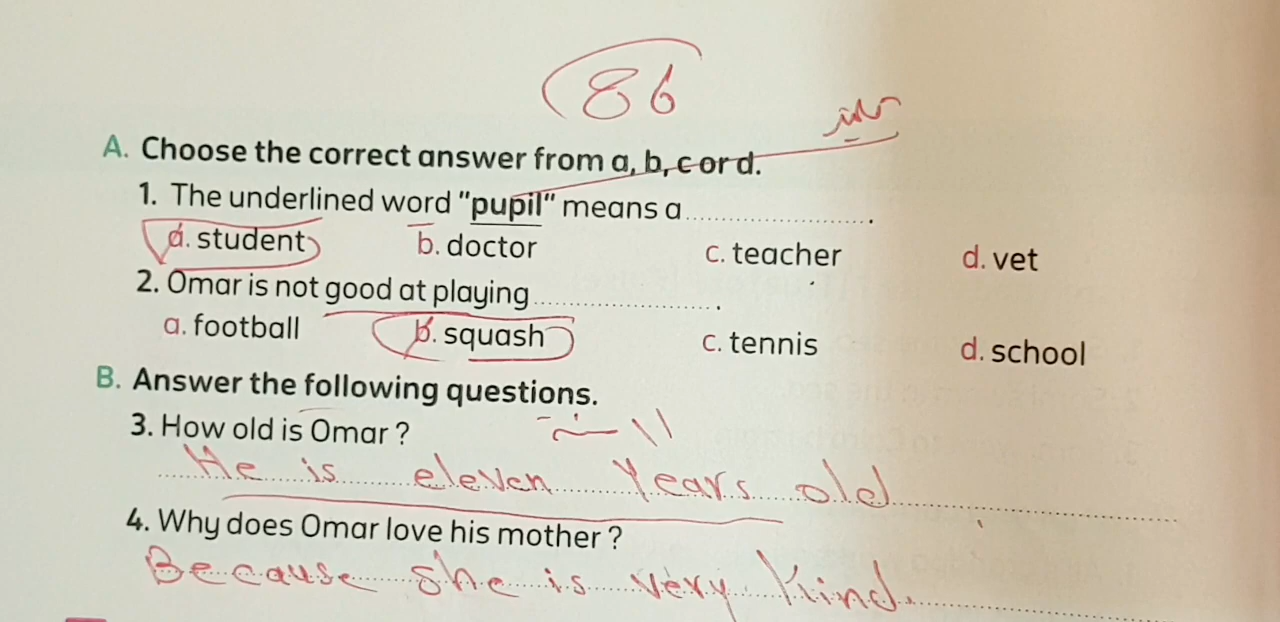 86
A. Choose the correct answer from a, b, c or d.
1. The underlined word "pupil" means a .................... .
a. student b. doctor c. teacher d. vet
2. Omar is not good at playing .................... .
a. football b. squash c. tennis d. school
B. Answer the following questions.
3. How old is Omar ? ١١ سنة
He is eleven Years old
4. Why does Omar love his mother ?
Because she is very kind.